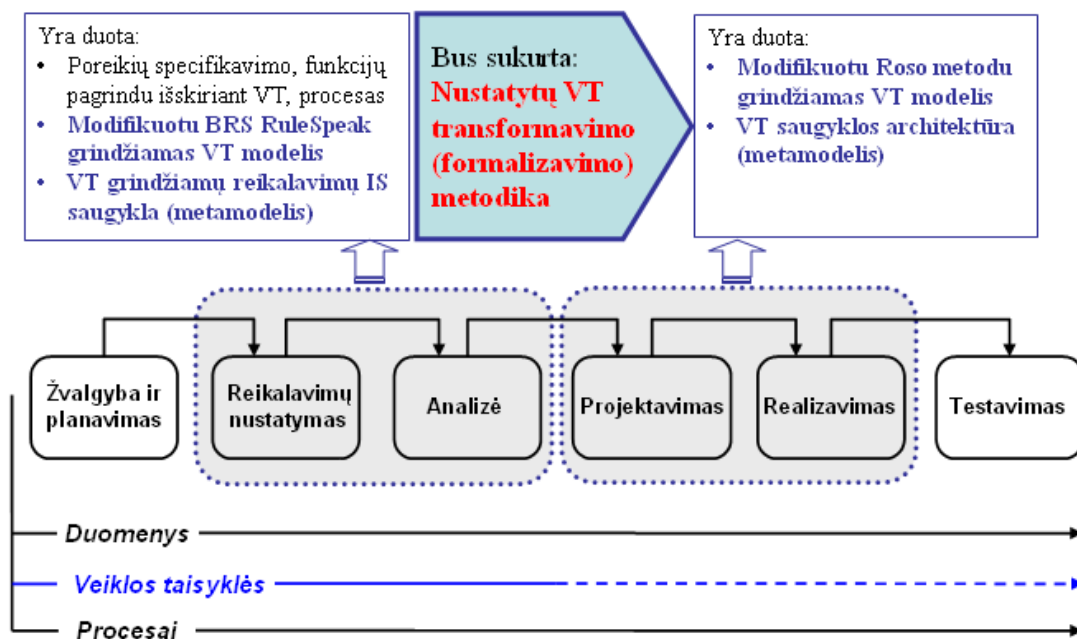 Yra duota:
• Poreikių specifikavimo, funkcijų
pagrindu išskiriant VT, procesas
• Modifikuotu BRS RuleSpeak
grindžiamas VT modelis
• VT grindžiamų reikalavimų IS
saugykla (metamodelis)
Bus sukurta:
Nustatytų VT
transformavimo
(formalizavimo)
metodika
Yra duota:
• Modifikuotu Roso metodu
grindžiamas VT modelis
• VT saugyklos architektūra
(metamodelis)
Žvalgyba ir
planavimas
Reikalavimų
nustatymas
Analizė
Projektavimas
Realizavimas
Testavimas
Duomenys
Veiklos taisyklės
Procesai